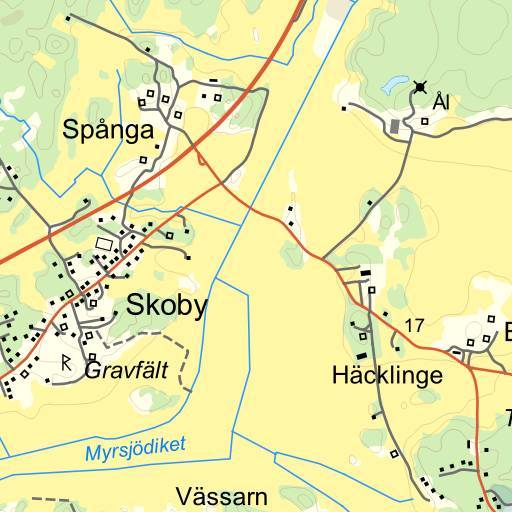 Ål
Spånga
Skoby
17
Gravfält
Häcklinge
Myrsjödiket
Vässarn